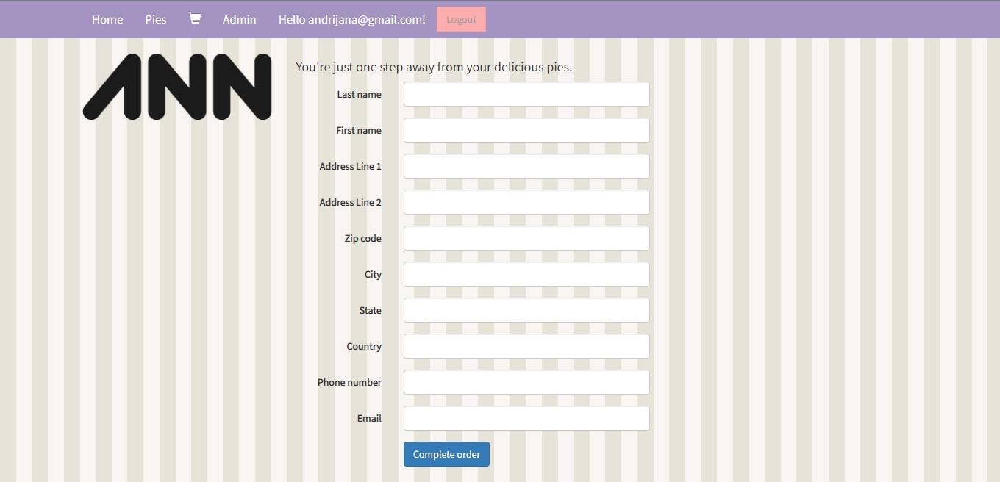 Home Pies Admin Hello andrijana@gmail.com! Logout
ANN
You're just one step away from your delicious pies.
Last name
First name
Address Line 1
Address Line 2
Zip code
City
State
Country
Phone number
Email
Complete order